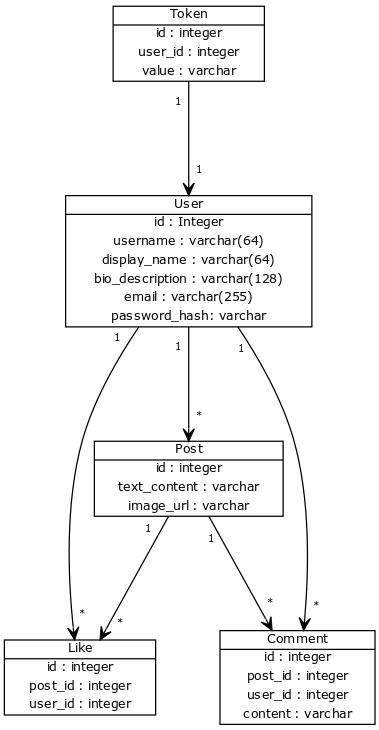 Token
id : integer
user_id : integer
value : varchar
1
1
User
id : Integer
username : varchar(64)
display_name : varchar(64)
bio_description : varchar(128)
email : varchar(255)
password_hash: varchar
1
1
1
*
Post
id : integer
text_content : varchar
image_url : varchar
1
1
*
*
*
*
Like
id : integer
post_id : integer
user_id : integer
Comment
id : integer
post_id : integer
user_id : integer
content : varchar